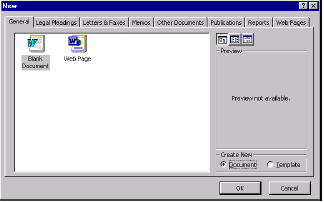 New
General Legal Pleadings Letters & Faxes Memos Other Documents Publications Reports Web Pages
Blank Document
Web Page
Preview
Preview not available.
Create New
Document Template
OK Cancel